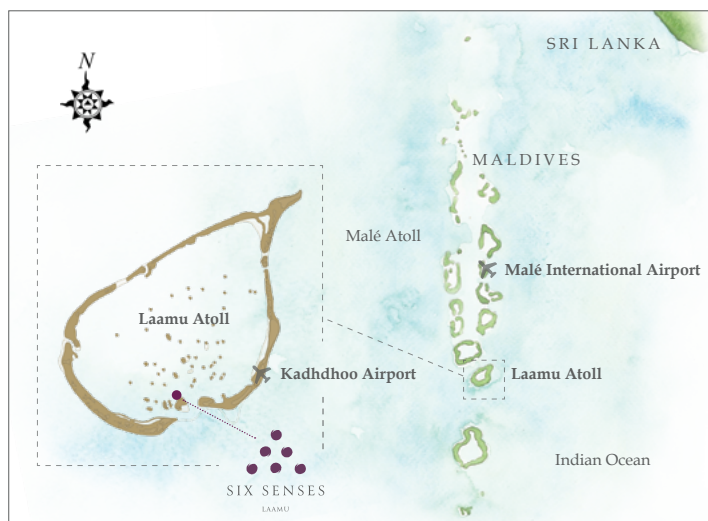 SRI LANKA
N
MALDIVES
Malé Atoll
Malé International Airport
Laamu Atoll
Kadhdhoo Airport
Laamu Atoll
Indian Ocean
SIX SENSES
LAAMU